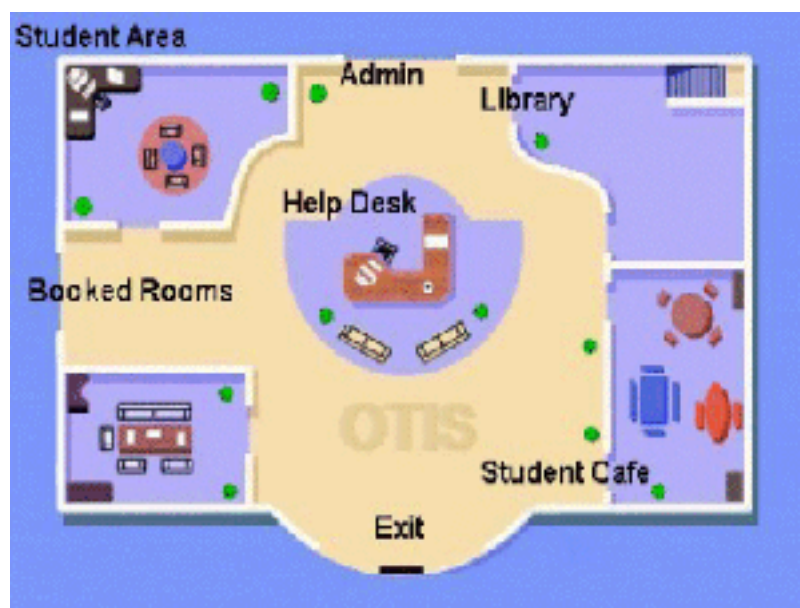 Student Area
Admin
Library
Help Desk
Booked Rooms
OTIS
Student Cafe
Exit